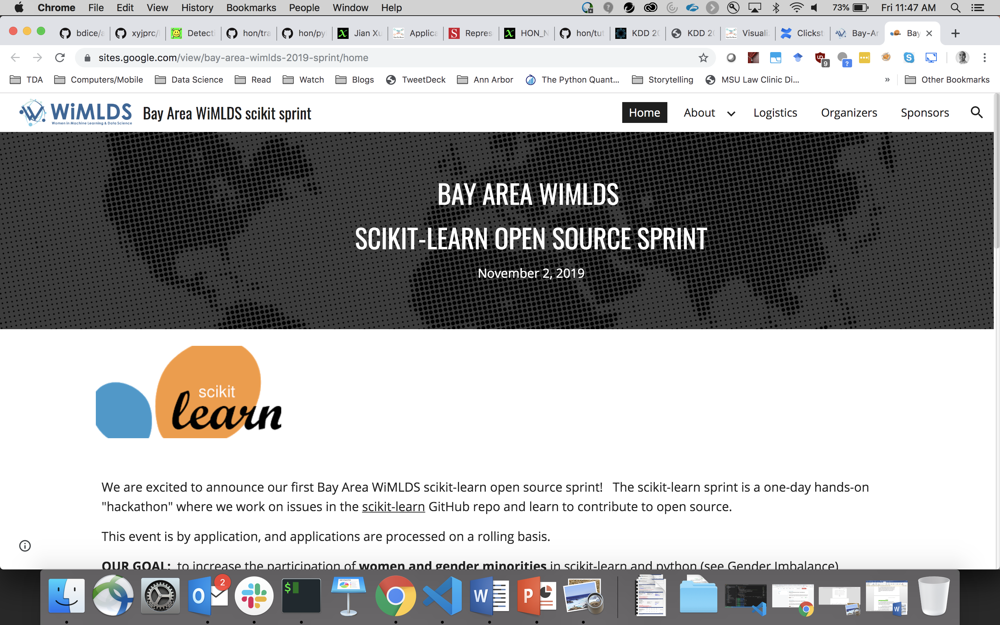 Chrome File Edit View History Bookmarks People Window Help 73% Fri 11:47 AM
bdice/a xyjprc/ Detecti hon/tra hon/py Jian Xu Applica Repres HON_N hon/tut KDD 20 KDD 20 Visuali Clickst Bay-Ar Bay
sites.google.com/view/bay-area-wimlds-2019-sprint/home 9 ?
TDA Computers/Mobile Data Science Read Watch Blogs TweetDeck Ann Arbor The Python Quant... Storytelling MSU Law Clinic Di... » Other Bookmarks
WiMLDS Bay Area WiMLDS scikit sprint Home About Logistics Organizers Sponsors
Women in Machine Learning & Data Science
BAY AREA WIMLDS
SCIKIT-LEARN OPEN SOURCE SPRINT
November 2, 2019
scikit
learn
We are excited to announce our first Bay Area WiMLDS scikit-learn open source sprint! The scikit-learn sprint is a one-day hands-on
"hackathon" where we work on issues in the scikit-learn GitHub repo and learn to contribute to open source.
This event is by application, and applications are processed on a rolling basis.
OUR GOAL: to increase the participation of women and gender minorities in scikit-learn and python (see Gender Imbalance)
2
KEYNOTE